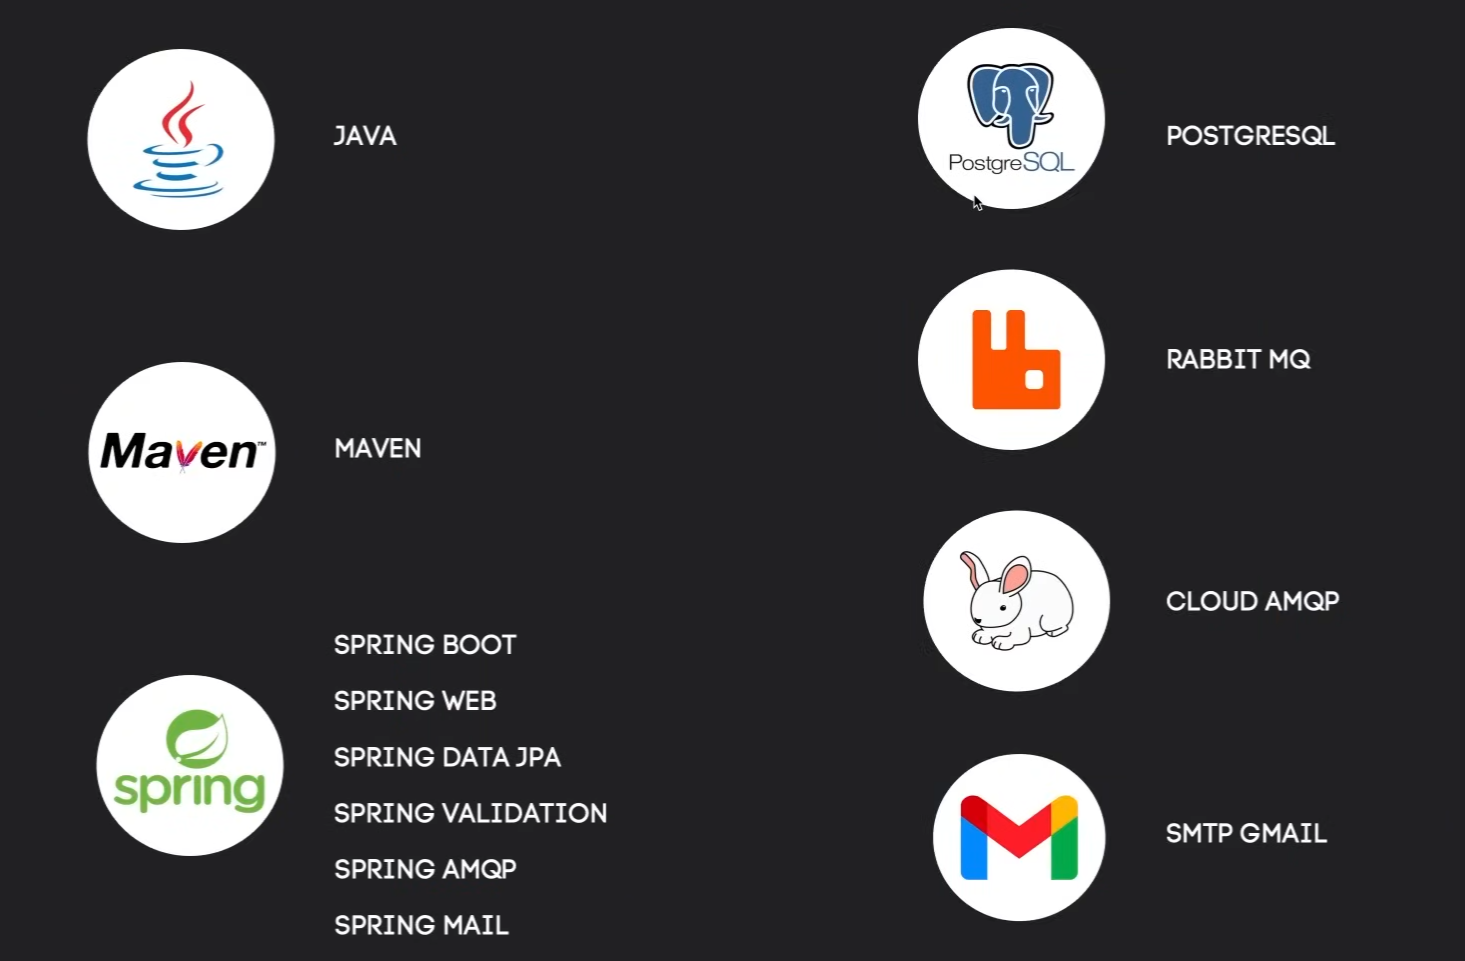 JAVA
Maven™
MAVEN
spring
SPRING BOOT
SPRING WEB
SPRING DATA JPA
SPRING VALIDATION
SPRING AMQP
SPRING MAIL
PostgreSQL
POSTGRESQL
RABBIT MQ
CLOUD AMQP
SMTP GMAIL